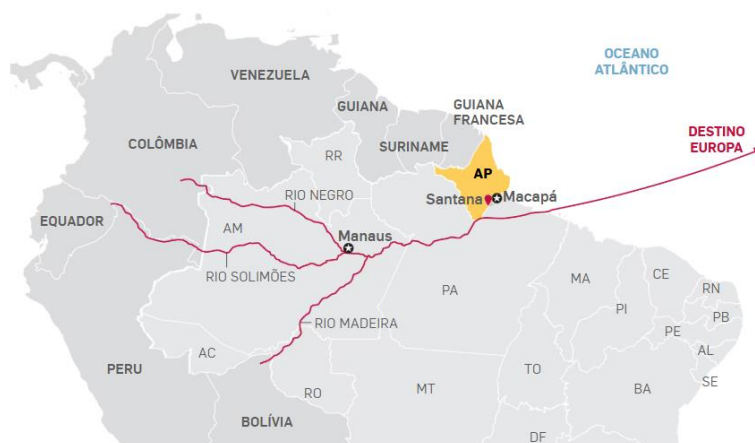 OCEANO
ATLÂNTICO
VENEZUELA
GUIANA
GUIANA
FRANCESA
DESTINO
EUROPA
COLÔMBIA
SURINAME
RR
AP
Santana
Macapá
RIO NEGRO
EQUADOR
AM
Manaus
RIO SOLIMÕES
PA
MA
CE
RN
PI
PB
PE
RIO MADEIRA
AC
AL
PERU
TO
SE
RO
MT
BA
BOLÍVIA
DF